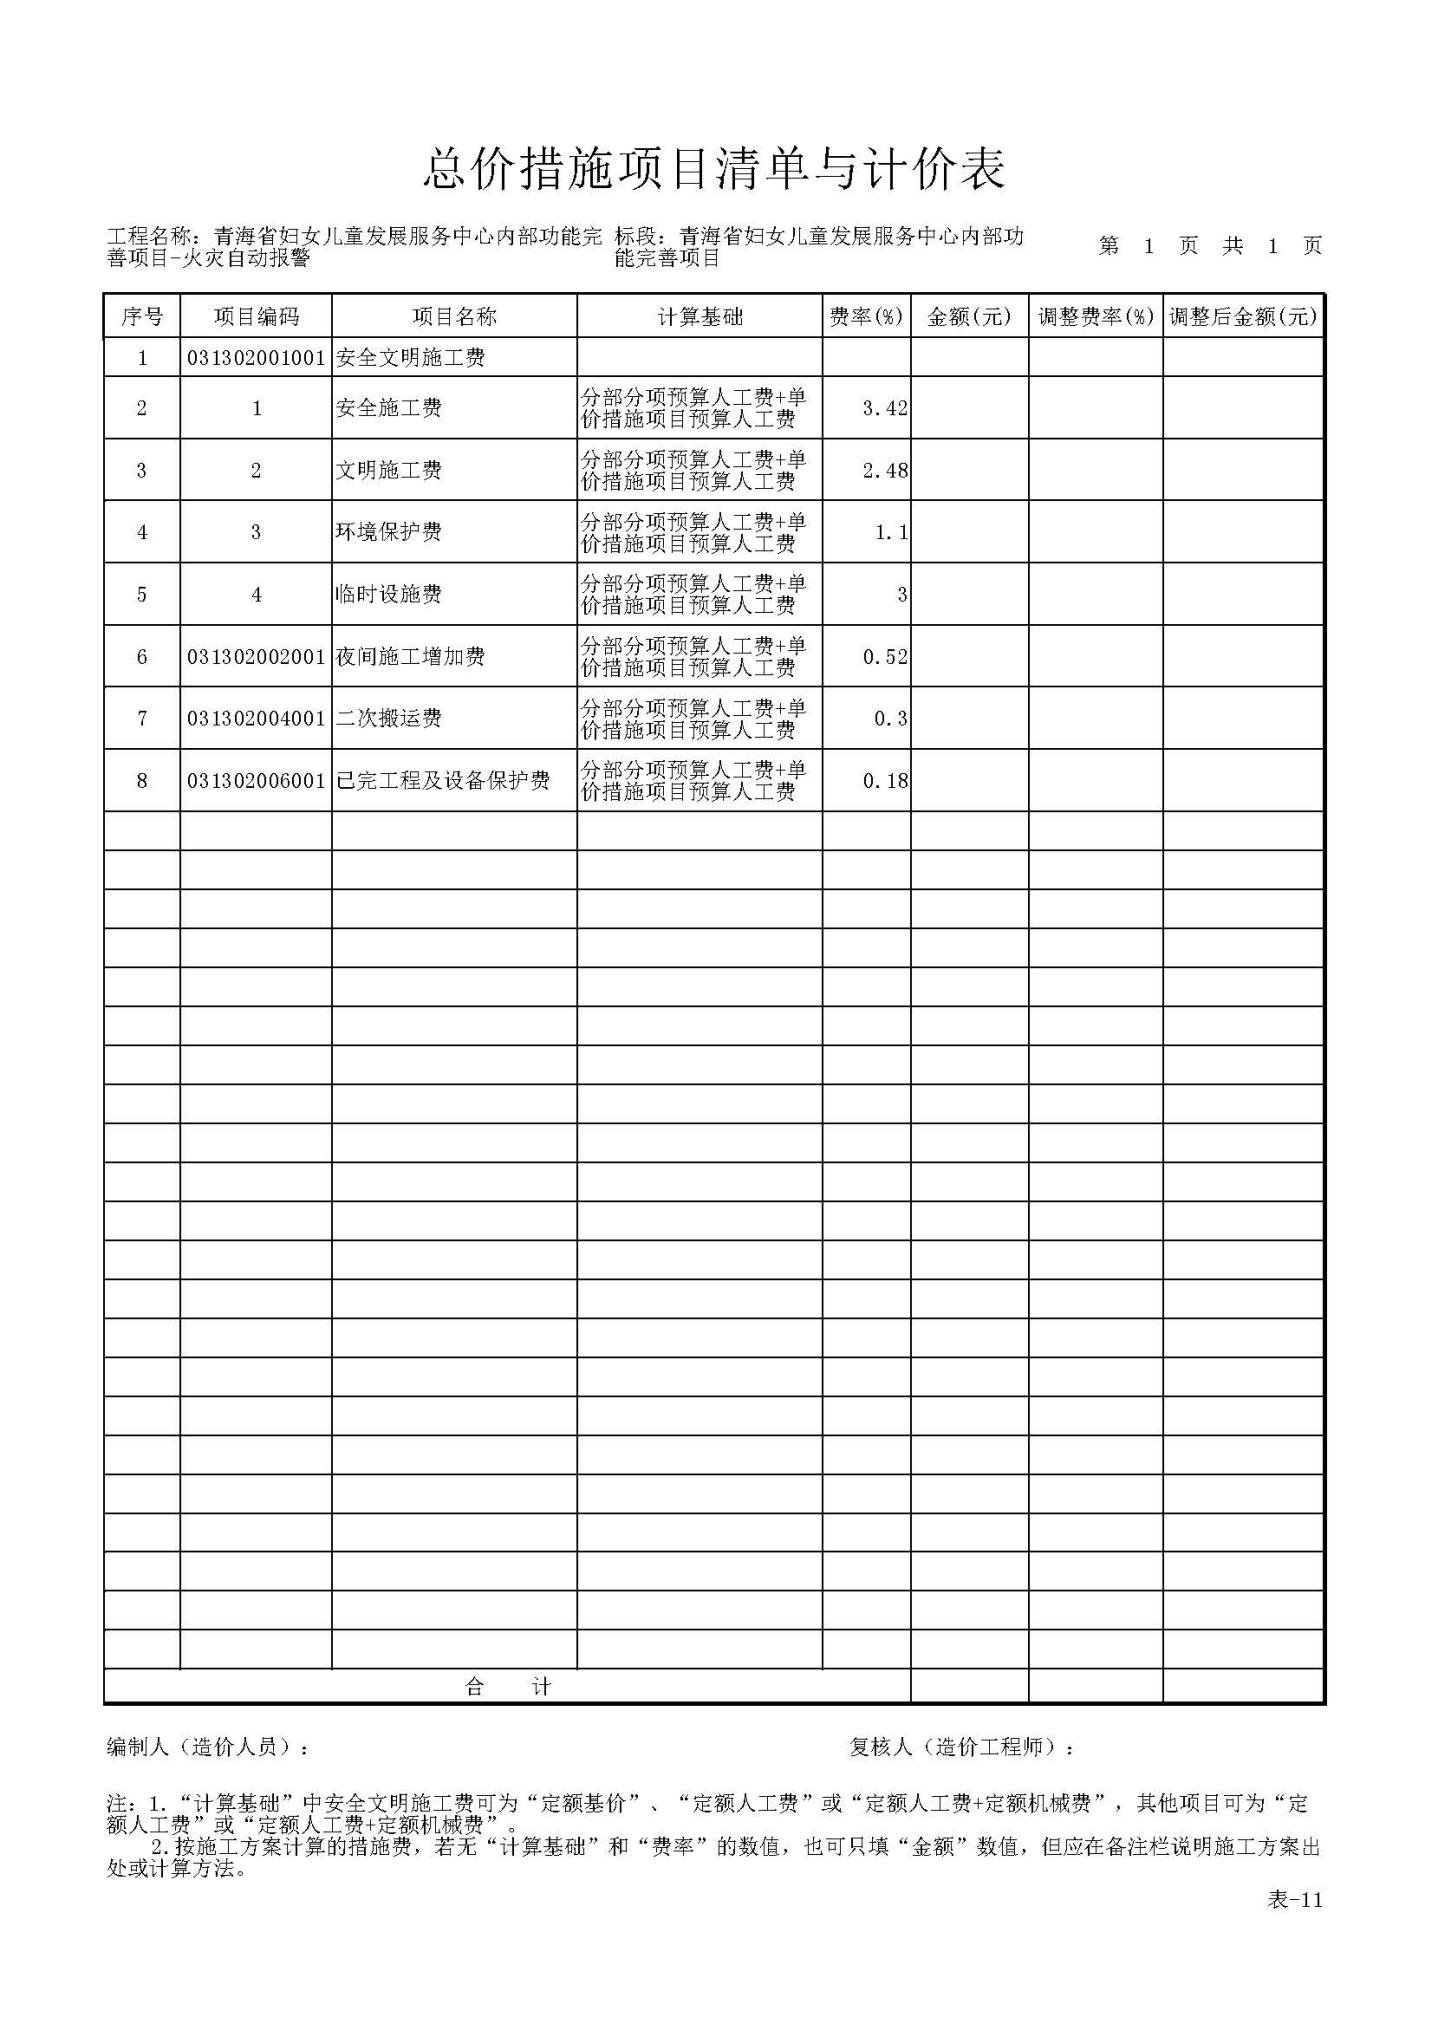 总价措施项目清单与计价表
工程名称：青海省妇女儿童发展服务中心内部功能完
善项目-火灾自动报警
标段：青海省妇女儿童发展服务中心内部功
能完善项目
第 1 页 共 1 页
序号 项目编码 项目名称 计算基础 费率(%) 金额(元) 调整费率(%) 调整后金额(元)
1 031302001001 安全文明施工费
2 1 安全施工费 分部分项预算人工费+单
价措施项目预算人工费 3.42
3 2 文明施工费 分部分项预算人工费+单
价措施项目预算人工费 2.48
4 3 环境保护费 分部分项预算人工费+单
价措施项目预算人工费 1.1
5 4 临时设施费 分部分项预算人工费+单
价措施项目预算人工费 3
6 031302002001 夜间施工增加费 分部分项预算人工费+单
价措施项目预算人工费 0.52
7 031302004001 二次搬运费 分部分项预算人工费+单
价措施项目预算人工费 0.3
8 031302006001 已完工程及设备保护费 分部分项预算人工费+单
价措施项目预算人工费 0.18
合 计
编制人（造价人员）： 复核人（造价工程师）：
注：1.“计算基础”中安全文明施工费可为“定额基价”、“定额人工费”或“定额人工费+定额机械费”，其他项目可为“定
额人工费”或“定额人工费+定额机械费”。
2.按施工方案计算的措施费，若无“计算基础”和“费率”的数值，也可只填“金额”数值，但应在备注栏说明施工方案出
处或计算方法。
表-11